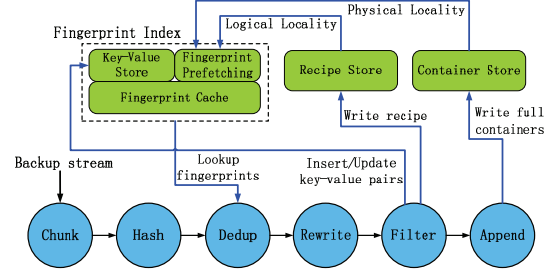 Physical Locality
Logical Locality
Fingerprint Index
Key-Value
Store
Fingerprint
Prefetching
Fingerprint Cache
Recipe Store
Container Store
Write recipe
Write full
containers
Backup stream
Lookup
fingerprints
Insert/Update
key-value pairs
Chunk
Hash
Dedup
Rewrite
Filter
Append